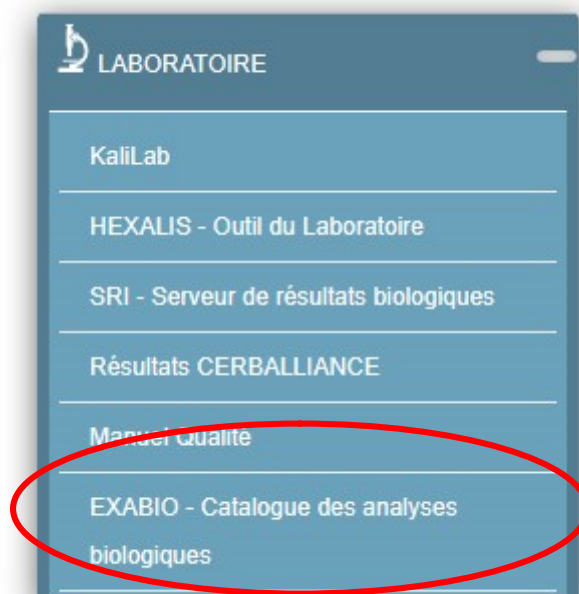 LABORATOIRE
KaliLab
HEXALIS - Outil du Laboratoire
SRI - Serveur de résultats biologiques
Résultats CERBALLIANCE
Manuel Qualité
EXABIO - Catalogue des analyses
biologiques